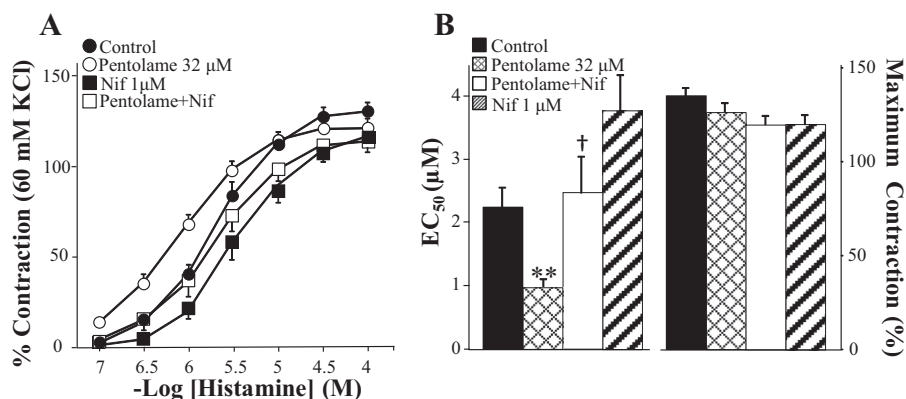 A
Control
Pentolame 32 μM
Nif 1μM
Pentolame+Nif
% Contraction (60 mM KCl)
150
100
50
0
7 6.5 6 5.5 5 4.5 4
-Log [Histamine] (M)
B
Control
Pentolame 32 μM
Pentolame+Nif
Nif 1 μM
EC50 (μM)
4
3
2
1
0
**
†
150
100
50
0
Maximum Contraction (%)